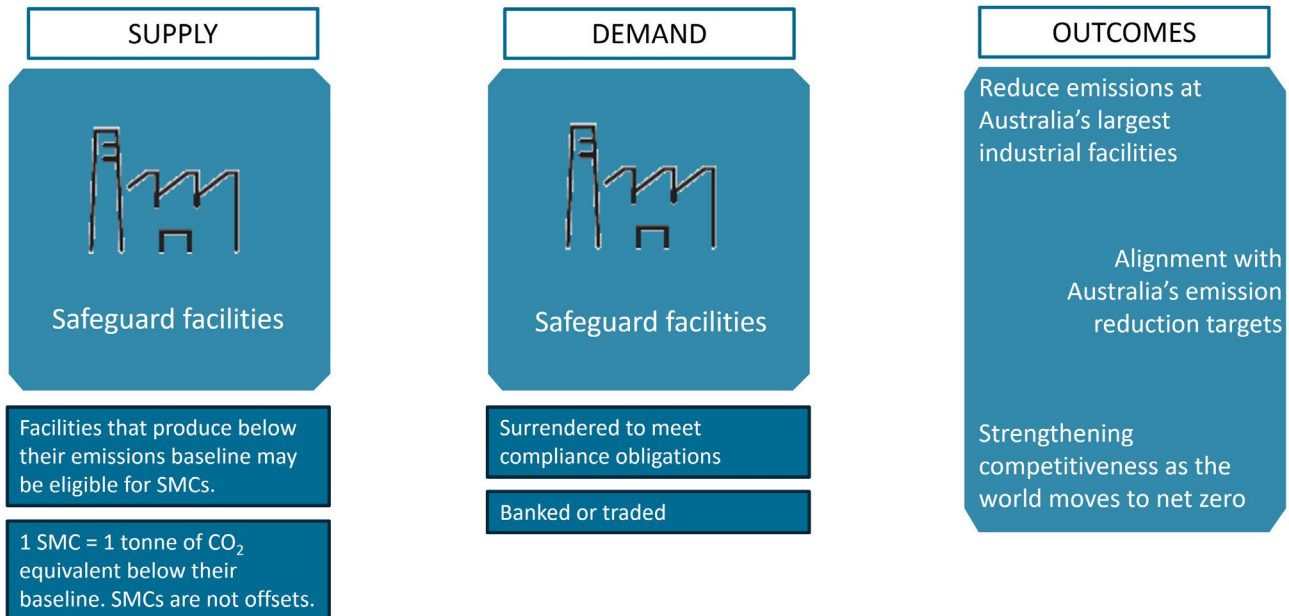 SUPPLY
Safeguard facilities
Facilities that produce below
their emissions baseline may
be eligible for SMCs.
1 SMC = 1 tonne of CO₂
equivalent below their
baseline. SMCs are not offsets.
DEMAND
Safeguard facilities
Surrendered to meet
compliance obligations
Banked or traded
OUTCOMES
Reduce emissions at
Australia’s largest
industrial facilities
Alignment with
Australia’s emission
reduction targets
Strengthening
competitiveness as the
world moves to net zero